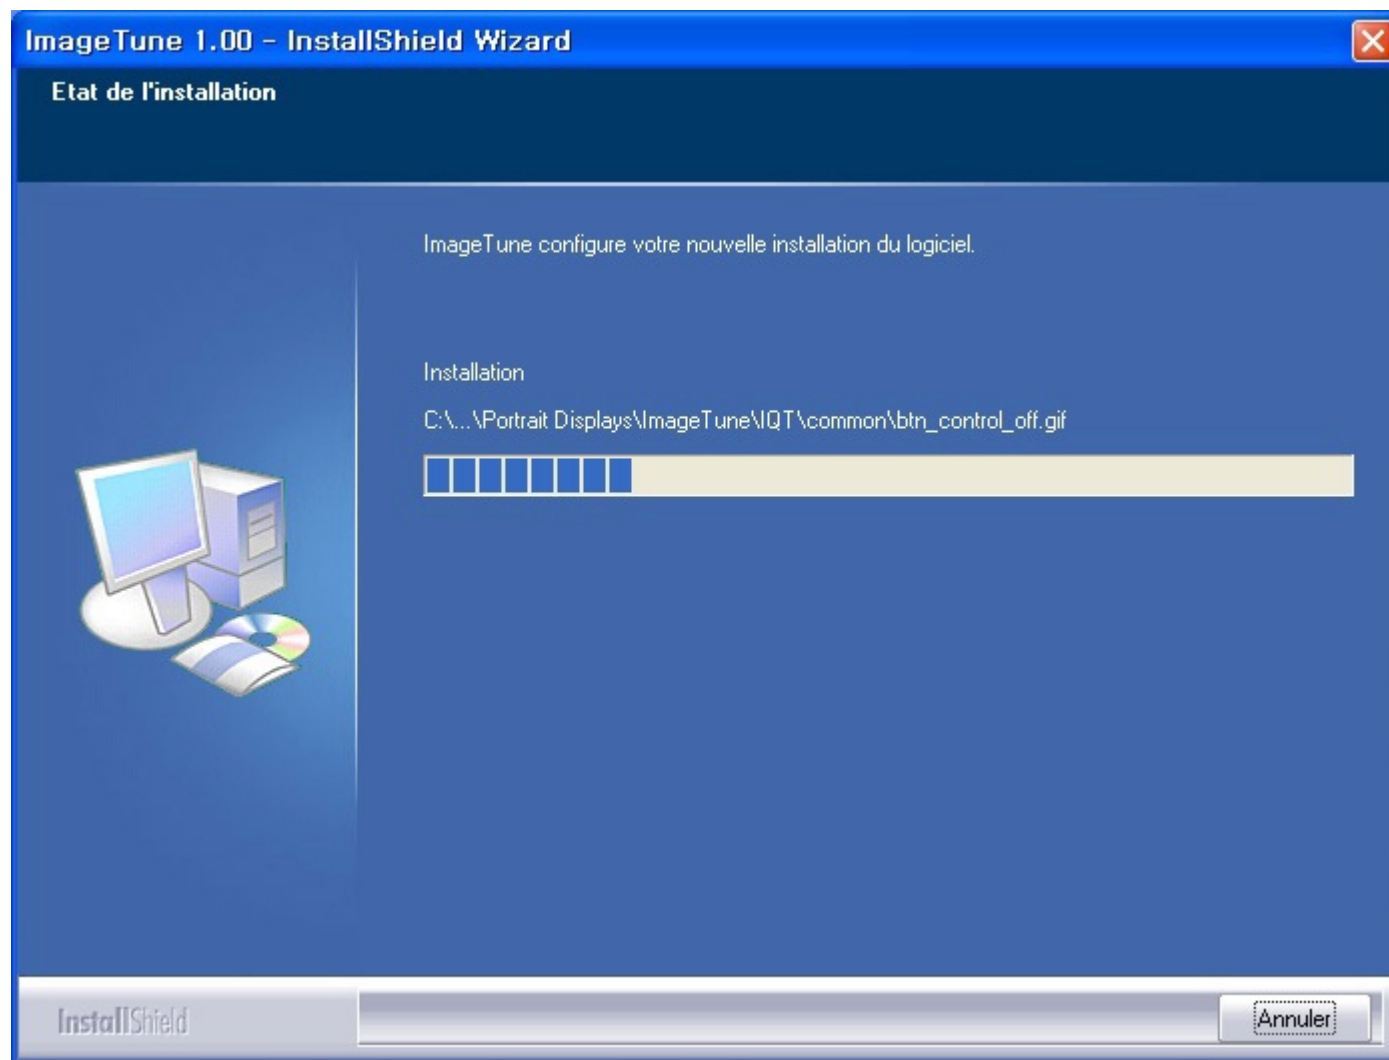 ImageTune 1.00 - InstallShield Wizard
Etat de l'installation
ImageTune configure votre nouvelle installation du logiciel.
Installation
C:\...\Portrait Displays\ImageTune\IQT\common\btn_control_off.gif
InstallShield
Annuler